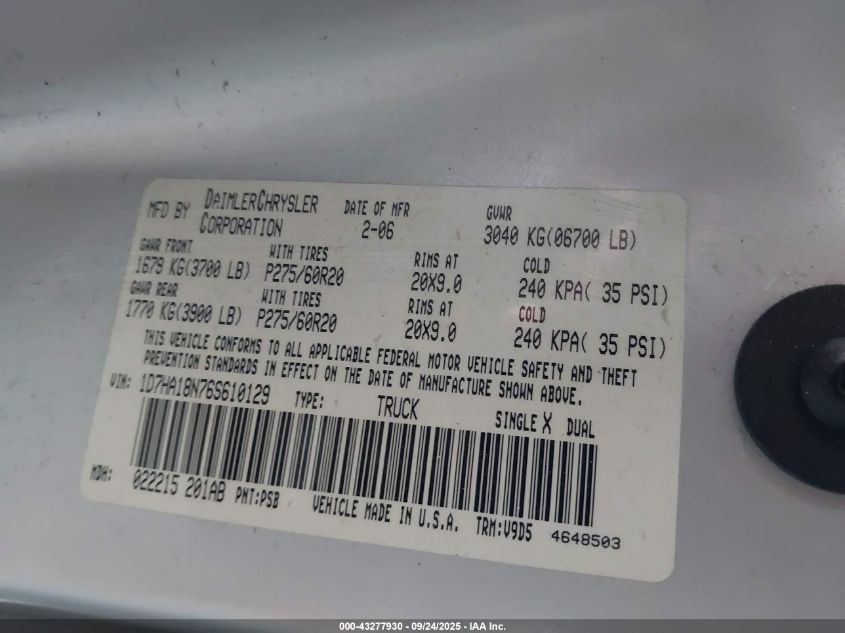 MFD BY DAIMLERCHRYSLER CORPORATION DATE OF MFR 2-06 GVWR 3040 KG(06700 LB)
GAWR FRONT WITH TIRES RIMS AT COLD
1679 KG(3700 LB) P275/60R20 20X9.0 240 KPA( 35 PSI)
GAWR REAR WITH TIRES RIMS AT COLD
1770 KG(3900 LB) P275/60R20 20X9.0 240 KPA( 35 PSI)
THIS VEHICLE CONFORMS TO ALL APPLICABLE FEDERAL MOTOR VEHICLE SAFETY AND THEFT
PREVENTION STANDARDS IN EFFECT ON THE DATE OF MANUFACTURE SHOWN ABOVE.
VIN: 1D7HA18N76S610129 TYPE: TRUCK SINGLE X DUAL
MDH: 022215 201AB PNT:PSB VEHICLE MADE IN U.S.A. TRM:V9D5 4648503
000-43277930 - 09/24/2025 - IAA Inc.